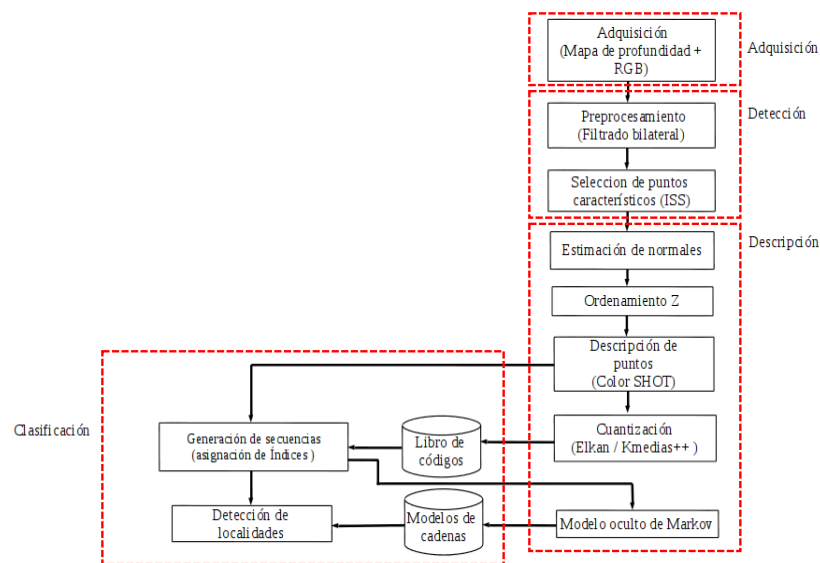 Adquisición
(Mapa de profundidad +
RGB)
Adquisición
Detección
Preprocesamiento
(Filtrado bilateral)
Seleccion de puntos
característicos (ISS)
Estimación de normales
Descripción
Ordenamiento Z
Descripción de
puntos
(Color SHOT)
Clasificación
Generación de secuencias
(asignación de Índices )
Libro de
códigos
Cuantización
(Elkan / Kmedias++ )
Detección de
localidades
Modelos de
cadenas
Modelo oculto de Markov